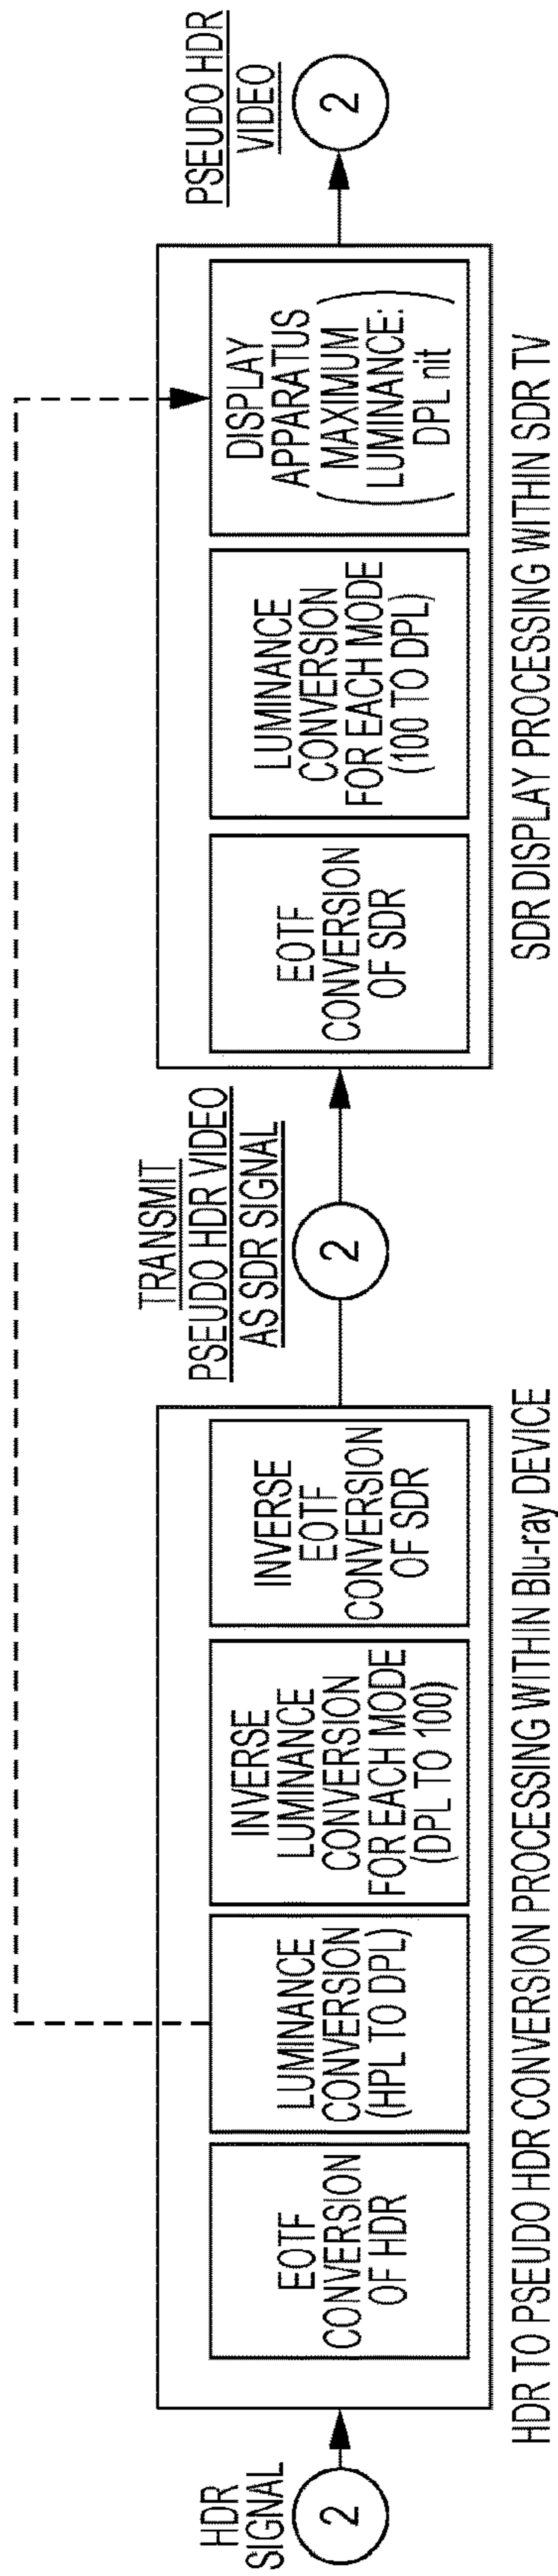 HDR
SIGNAL
2
EOTF
CONVERSION
OF HDR
LUMINANCE
CONVERSION
(HPL TO DPL)
INVERSE
LUMINANCE
CONVERSION
FOR EACH MODE
(DPL TO 100)
INVERSE
EOTF
CONVERSION
OF SDR
HDR TO PSEUDO HDR CONVERSION PROCESSING WITHIN Blu-ray DEVICE
TRANSMIT
PSEUDO HDR VIDEO
AS SDR SIGNAL
2
EOTF
CONVERSION
OF SDR
LUMINANCE
CONVERSION
FOR EACH MODE
(100 TO DPL)
DISPLAY
APPARATUS
(MAXIMUM
LUMINANCE:
DPL nit)
SDR DISPLAY PROCESSING WITHIN SDR TV
PSEUDO HDR
VIDEO
2